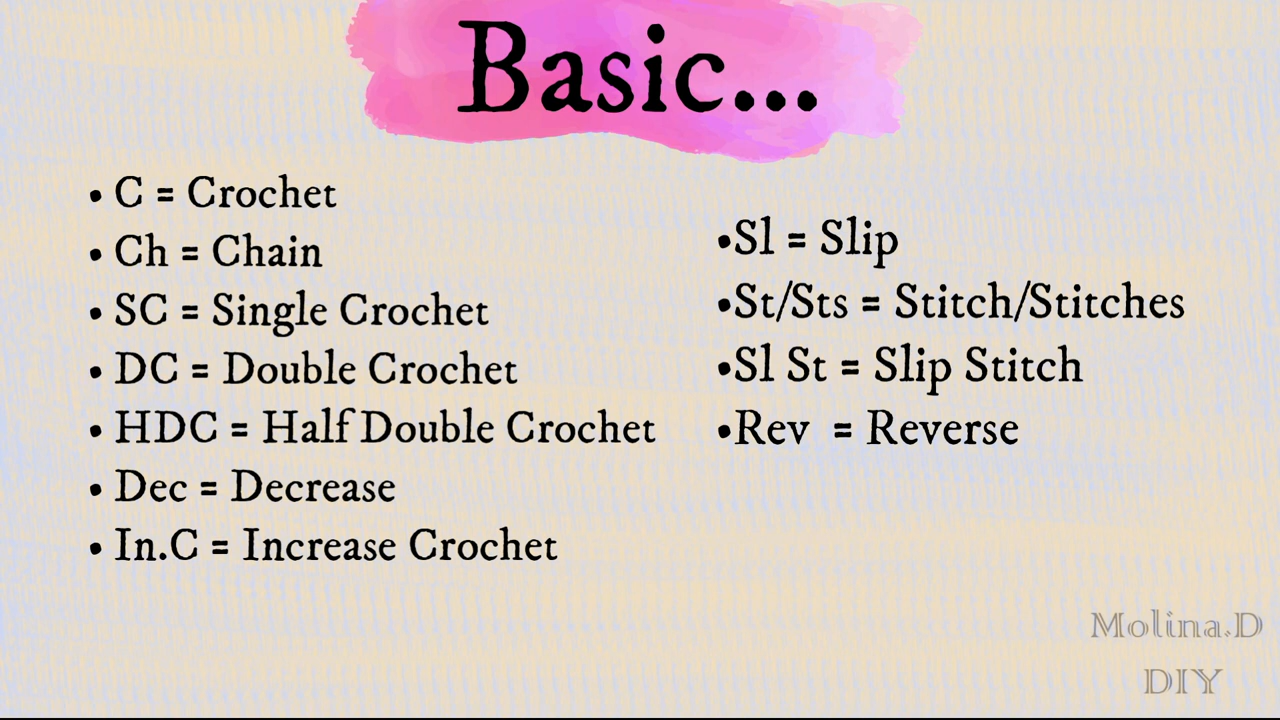 Basic...
• C = Crochet
• Ch = Chain
• SC = Single Crochet
• DC = Double Crochet
• HDC = Half Double Crochet
• Dec = Decrease
• In.C = Increase Crochet
•Sl = Slip
•St/Sts = Stitch/Stitches
•Sl St = Slip Stitch
•Rev = Reverse
Molina.D
DIY